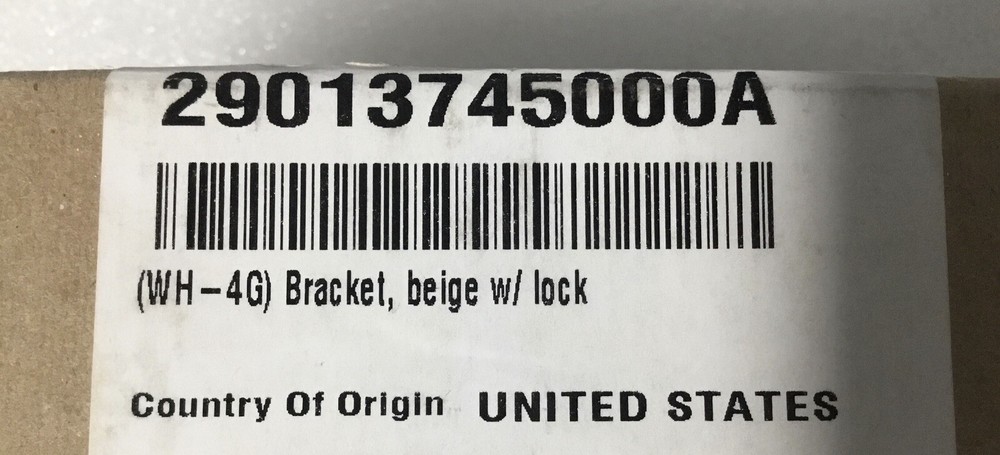 29013745000A
(WH-4G) Bracket, beige w/ lock
Country Of Origin UNITED STATES